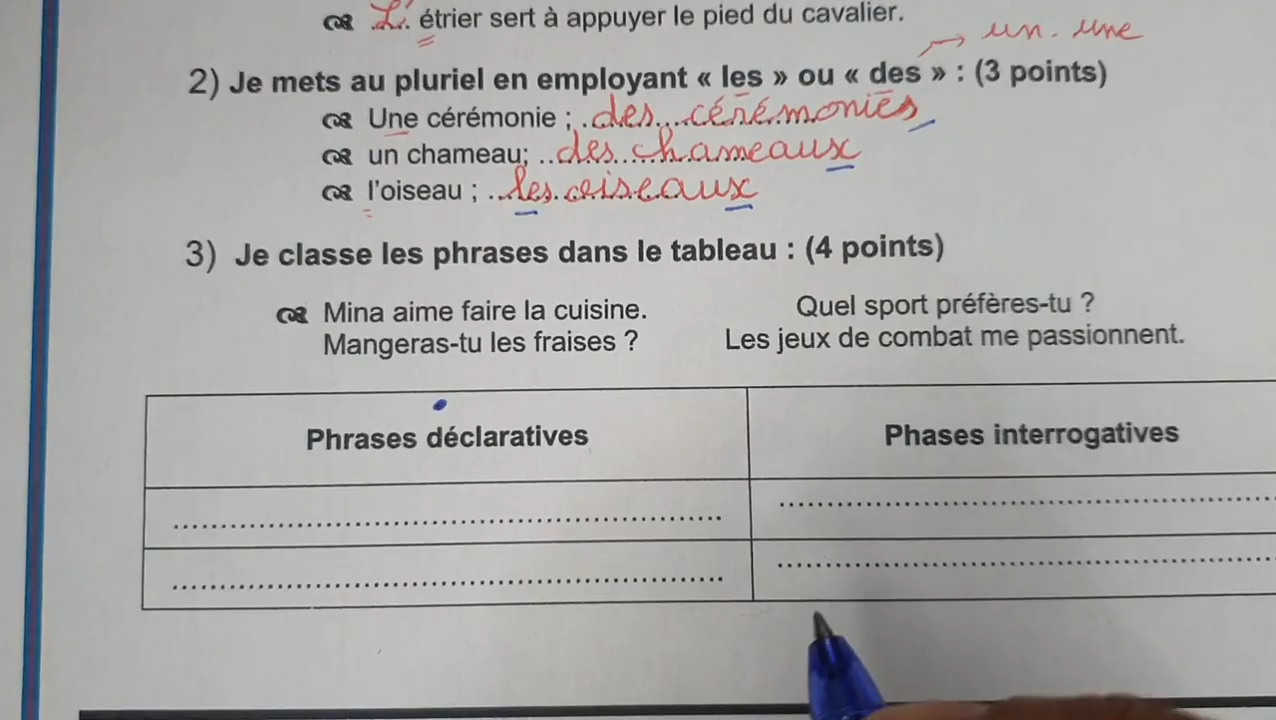 L' étrier sert à appuyer le pied du cavalier.
→ un. une
2) Je mets au pluriel en employant « les » ou « des » : (3 points)
Une cérémonie ; des cérémonies
un chameau; des chameaux
l'oiseau ; les oiseaux
3) Je classe les phrases dans le tableau : (4 points)
Mina aime faire la cuisine. Quel sport préfères-tu ?
Mangeras-tu les fraises ? Les jeux de combat me passionnent.
Phrases déclaratives Phases interrogatives